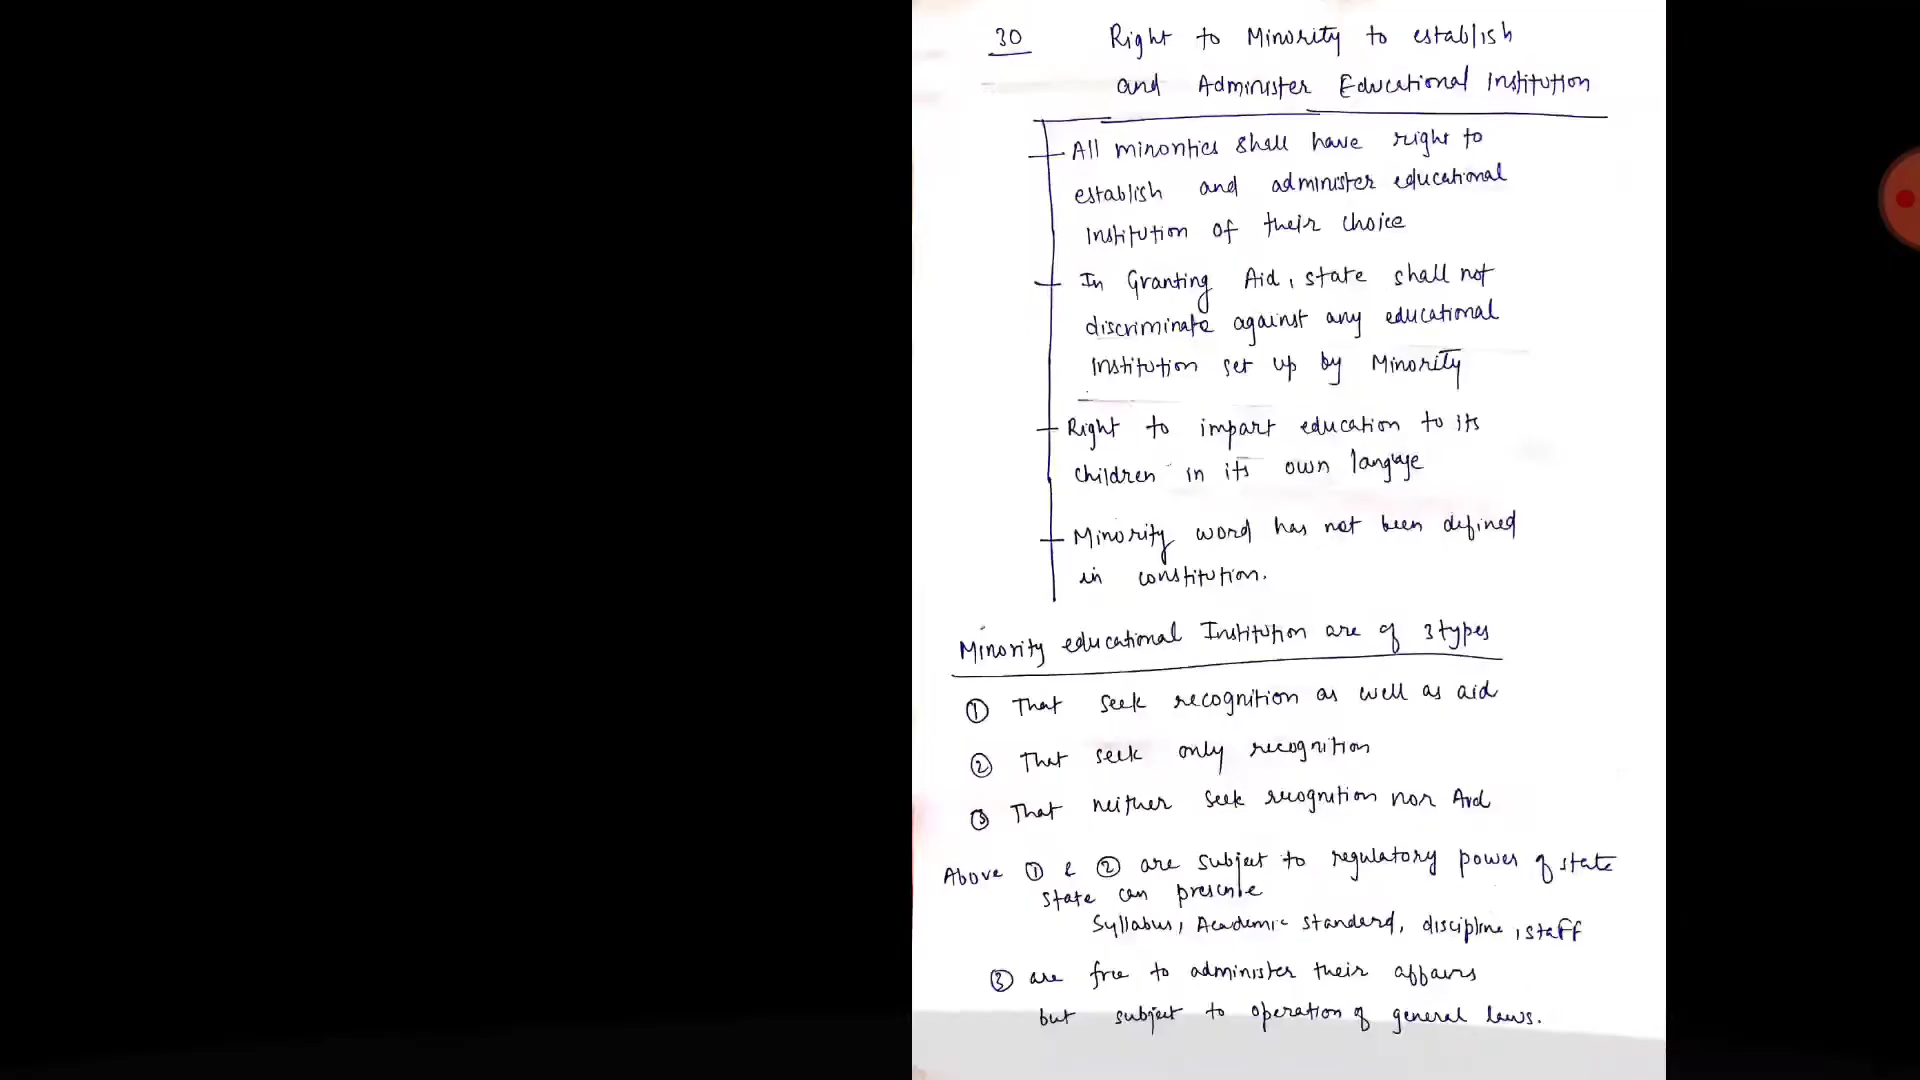 30 Right to Minority to establish
and Administer Educational Institution
All minorities shall have right to
establish and administer educational
institution of their choice
In Granting Aid, state shall not
discriminate against any educational
institution set up by Minority
Right to impart education to its
children in its own langage
Minority word has not been defined
in constitution.
Minority educational Institution are of 3 types
① That seek recognition as well as aid
② That seek only recognition
③ That neither seek recognition nor Aid
Above ① & ② are subject to regulatory power of state
state can prescribe
Syllabus, Academic standard, discipline, staff
③ are free to administer their affairs
but subject to operation of general laws.